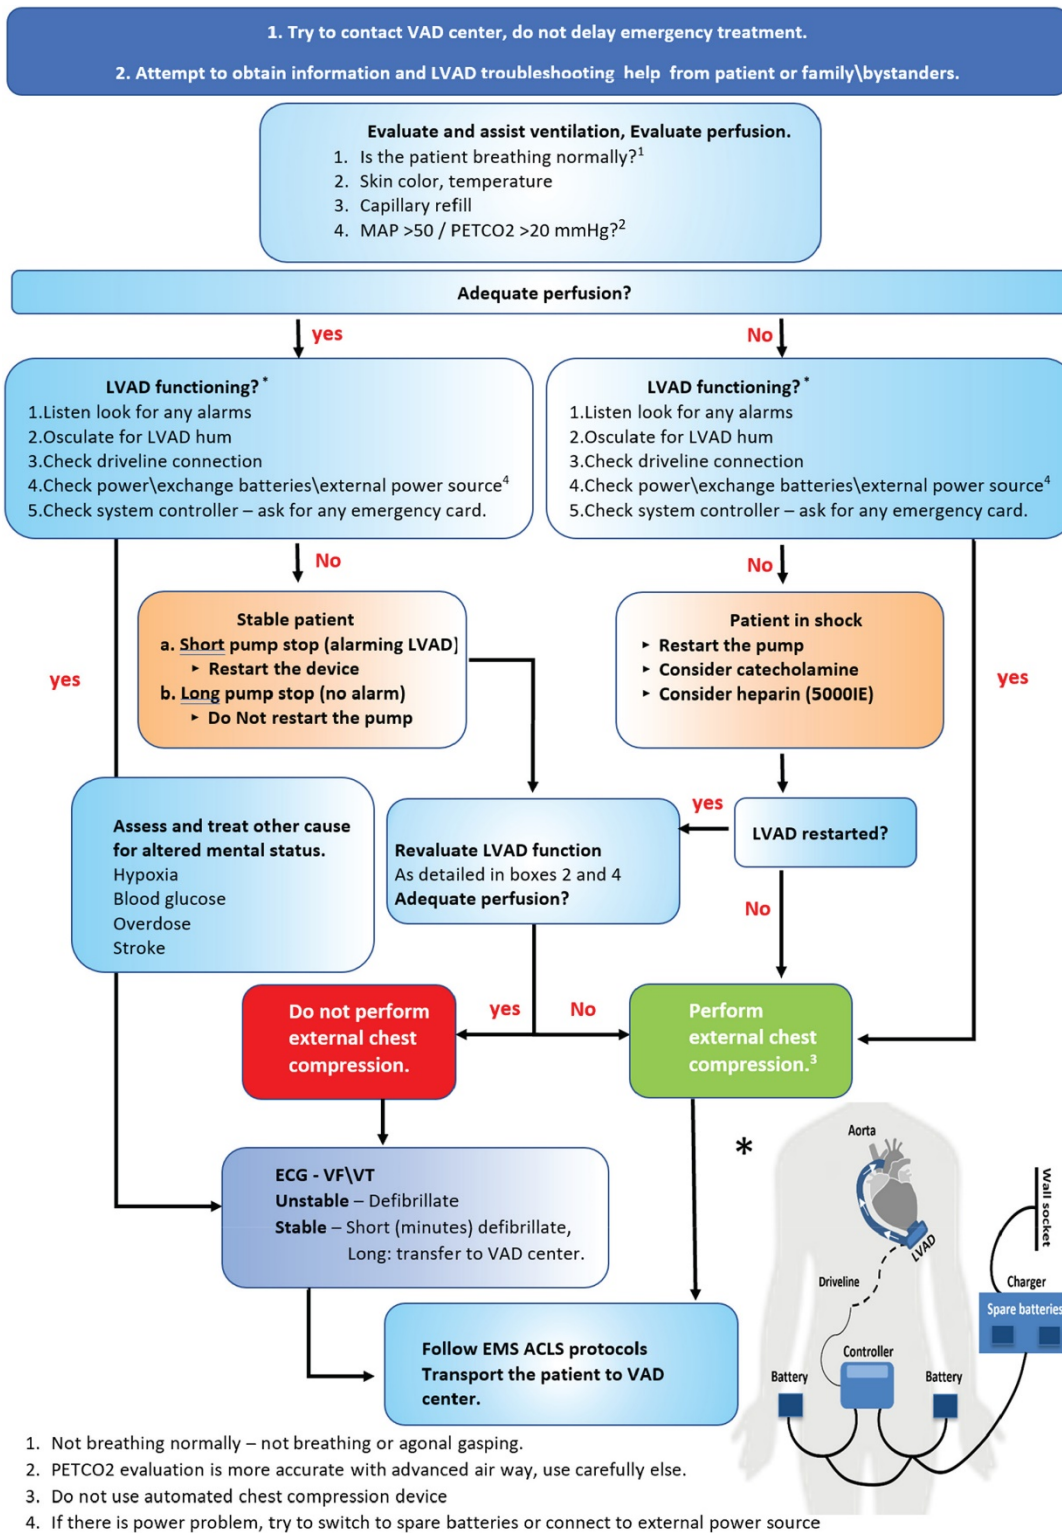 1. Try to contact VAD center, do not delay emergency treatment.
2. Attempt to obtain information and LVAD troubleshooting help from patient or family\bystanders.
Evaluate and assist ventilation, Evaluate perfusion.
1. Is the patient breathing normally?¹
2. Skin color, temperature
3. Capillary refill
4. MAP >50 / PETCO2 >20 mmHg?²
Adequate perfusion?
yes
No
LVAD functioning?*
1.Listen look for any alarms
2.Osculate for LVAD hum
3.Check driveline connection
4.Check power\exchange batteries\external power source⁴
5.Check system controller – ask for any emergency card.
LVAD functioning?*
1.Listen look for any alarms
2.Osculate for LVAD hum
3.Check driveline connection
4.Check power\exchange batteries\external power source⁴
5.Check system controller – ask for any emergency card.
No
No
yes
yes
Stable patient
a. Short pump stop (alarming LVAD)
▸ Restart the device
b. Long pump stop (no alarm)
▸ Do Not restart the pump
Patient in shock
▸ Restart the pump
▸ Consider catecholamine
▸ Consider heparin (5000IE)
Assess and treat other cause
for altered mental status.
Hypoxia
Blood glucose
Overdose
Stroke
Revaluate LVAD function
As detailed in boxes 2 and 4
Adequate perfusion?
yes
LVAD restarted?
No
yes
No
Do not perform
external chest
compression.
Perform
external chest
compression.³
ECG - VF\VT
Unstable – Defibrillate
Stable – Short (minutes) defibrillate,
Long: transfer to VAD center.
Follow EMS ACLS protocols
Transport the patient to VAD
center.
*
Aorta
LVAD
Driveline
Controller
Battery
Battery
Wall socket
Charger
Spare batteries
1. Not breathing normally – not breathing or agonal gasping.
2. PETCO2 evaluation is more accurate with advanced air way, use carefully else.
3. Do not use automated chest compression device
4. If there is power problem, try to switch to spare batteries or connect to external power source